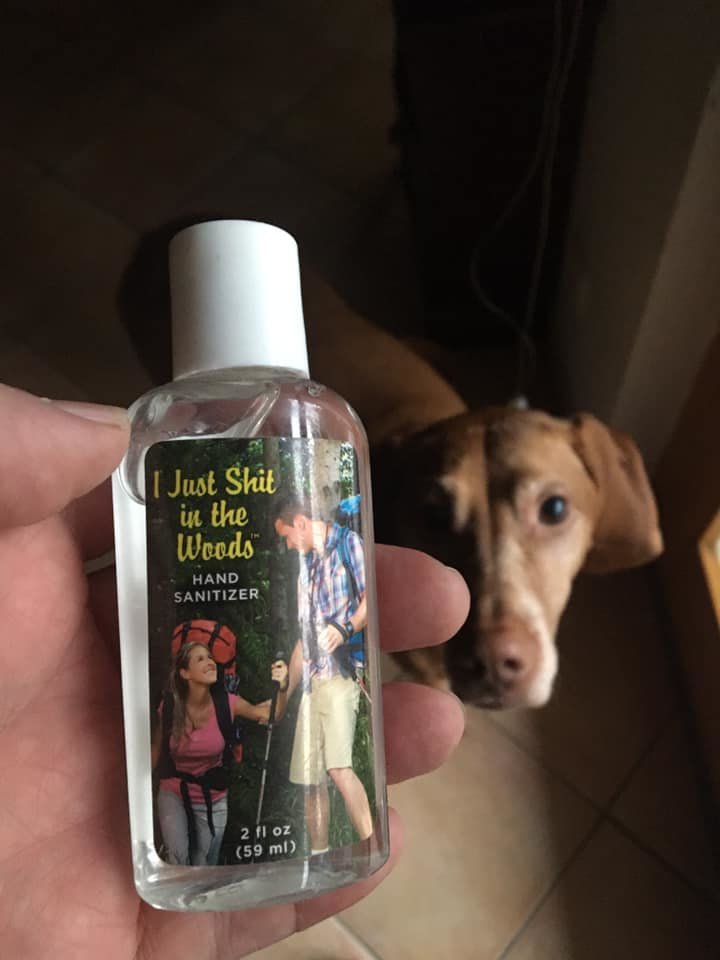 I Just Shit
in the
Woods™
HAND
SANITIZER
2 fl oz
(59 ml)